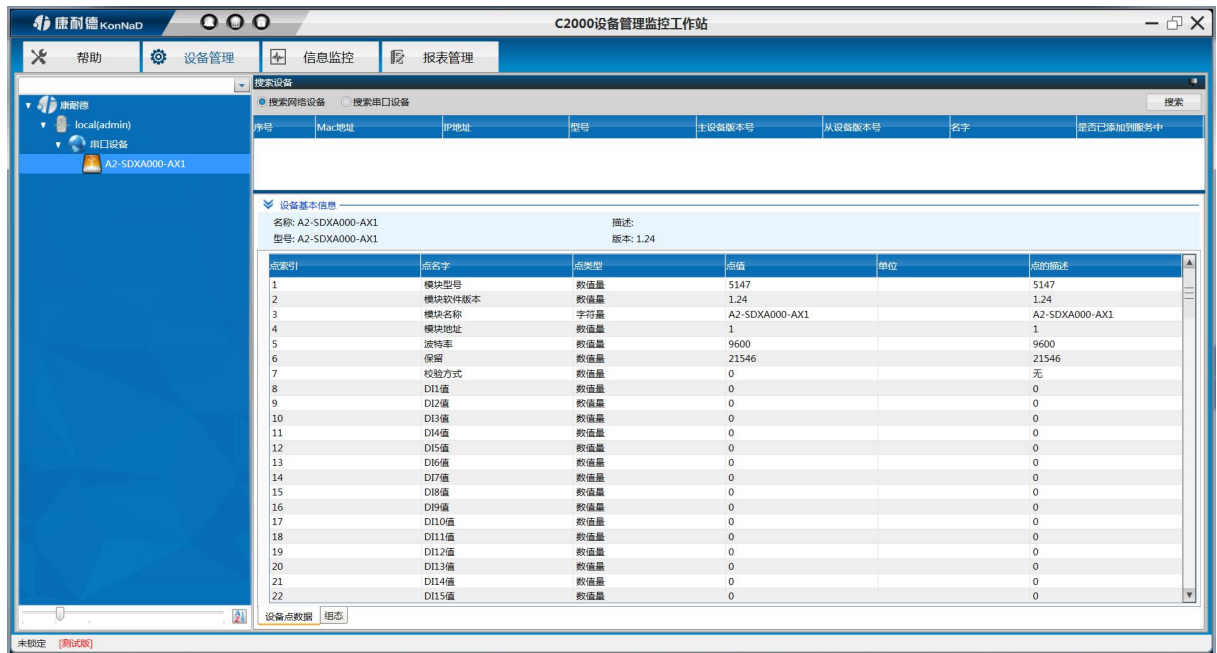 康耐德 KonNaD
C2000设备管理监控工作站
帮助 设备管理 信息监控 报表管理
康耐德
local(admin)
串口设备
A2-SDXA000-AX1
搜索设备
搜索网络设备 搜索串口设备 搜索
序号 Mac地址 IP地址 型号 主设备版本号 从设备版本号 名字 是否已添加到服务中
设备基本信息
名称: A2-SDXA000-AX1 描述:
型号: A2-SDXA000-AX1 版本: 1.24
点索引 点名字 点类型 点值 单位 点的描述
1 模块型号 数值量 5147 5147
2 模块软件版本 数值量 1.24 1.24
3 模块名称 字符量 A2-SDXA000-AX1 A2-SDXA000-AX1
4 模块地址 数值量 1 1
5 波特率 数值量 9600 9600
6 保留 数值量 21546 21546
7 校验方式 数值量 0 无
8 DI1值 数值量 0 0
9 DI2值 数值量 0 0
10 DI3值 数值量 0 0
11 DI4值 数值量 0 0
12 DI5值 数值量 0 0
13 DI6值 数值量 0 0
14 DI7值 数值量 0 0
15 DI8值 数值量 0 0
16 DI9值 数值量 0 0
17 DI10值 数值量 0 0
18 DI11值 数值量 0 0
19 DI12值 数值量 0 0
20 DI13值 数值量 0 0
21 DI14值 数值量 0 0
22 DI15值 数值量 0 0
设备点数据 组态
未锁定 [测试版]